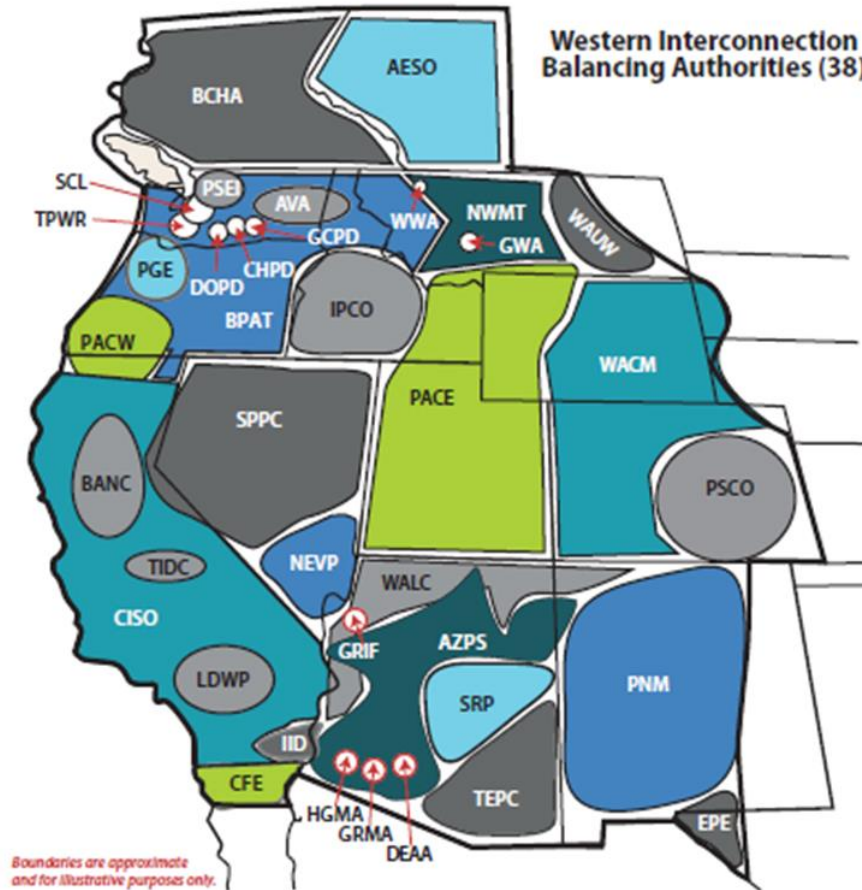 Western Interconnection
Balancing Authorities (38)
AESO
BCHA
SCL
PSEI
TPWR
AVA
WWA
NWMT
WAUW
GCPD
GWA
PGE
CHPD
DOPD
IPCO
BPAT
PACW
WACM
PACE
SPPC
BANC
PSCO
NEVP
TIDC
WALC
CISO
AZPS
GRIF
LDWP
PNM
SRP
IID
CFE
TEPC
HGMA
GRMA
EPE
DEAA
Boundaries are approximate
and for illustrative purposes only.